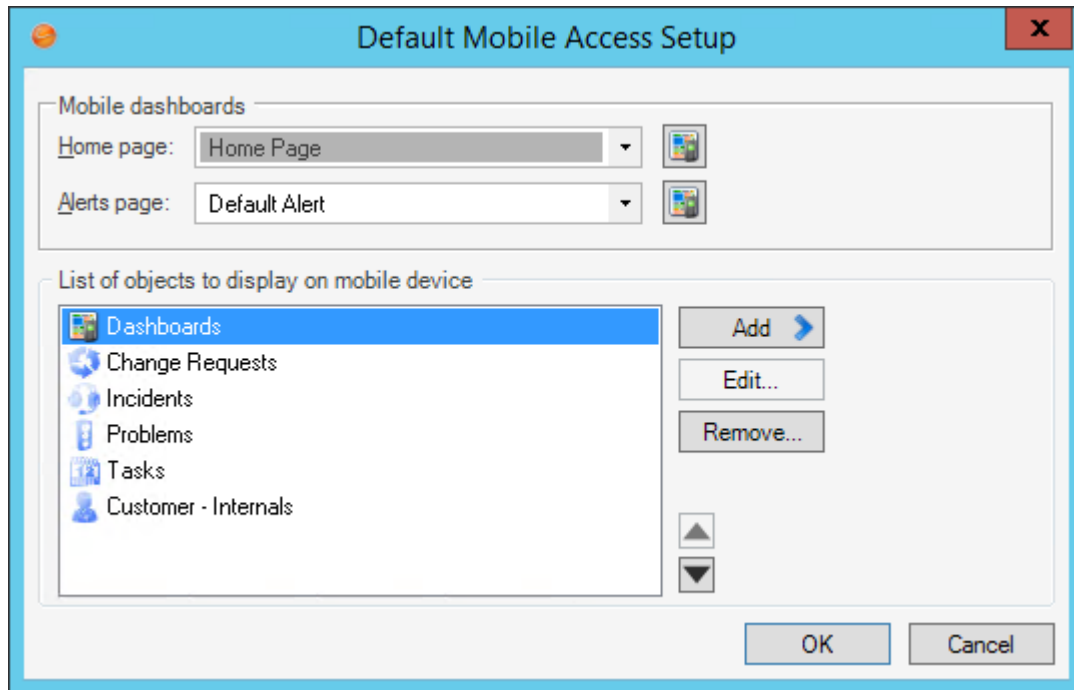 Default Mobile Access Setup
x
Mobile dashboards
Home page: Home Page
Alerts page: Default Alert
List of objects to display on mobile device
Dashboards
Add
Change Requests
Edit...
Incidents
Problems
Remove...
Tasks
Customer - Internals
OK Cancel